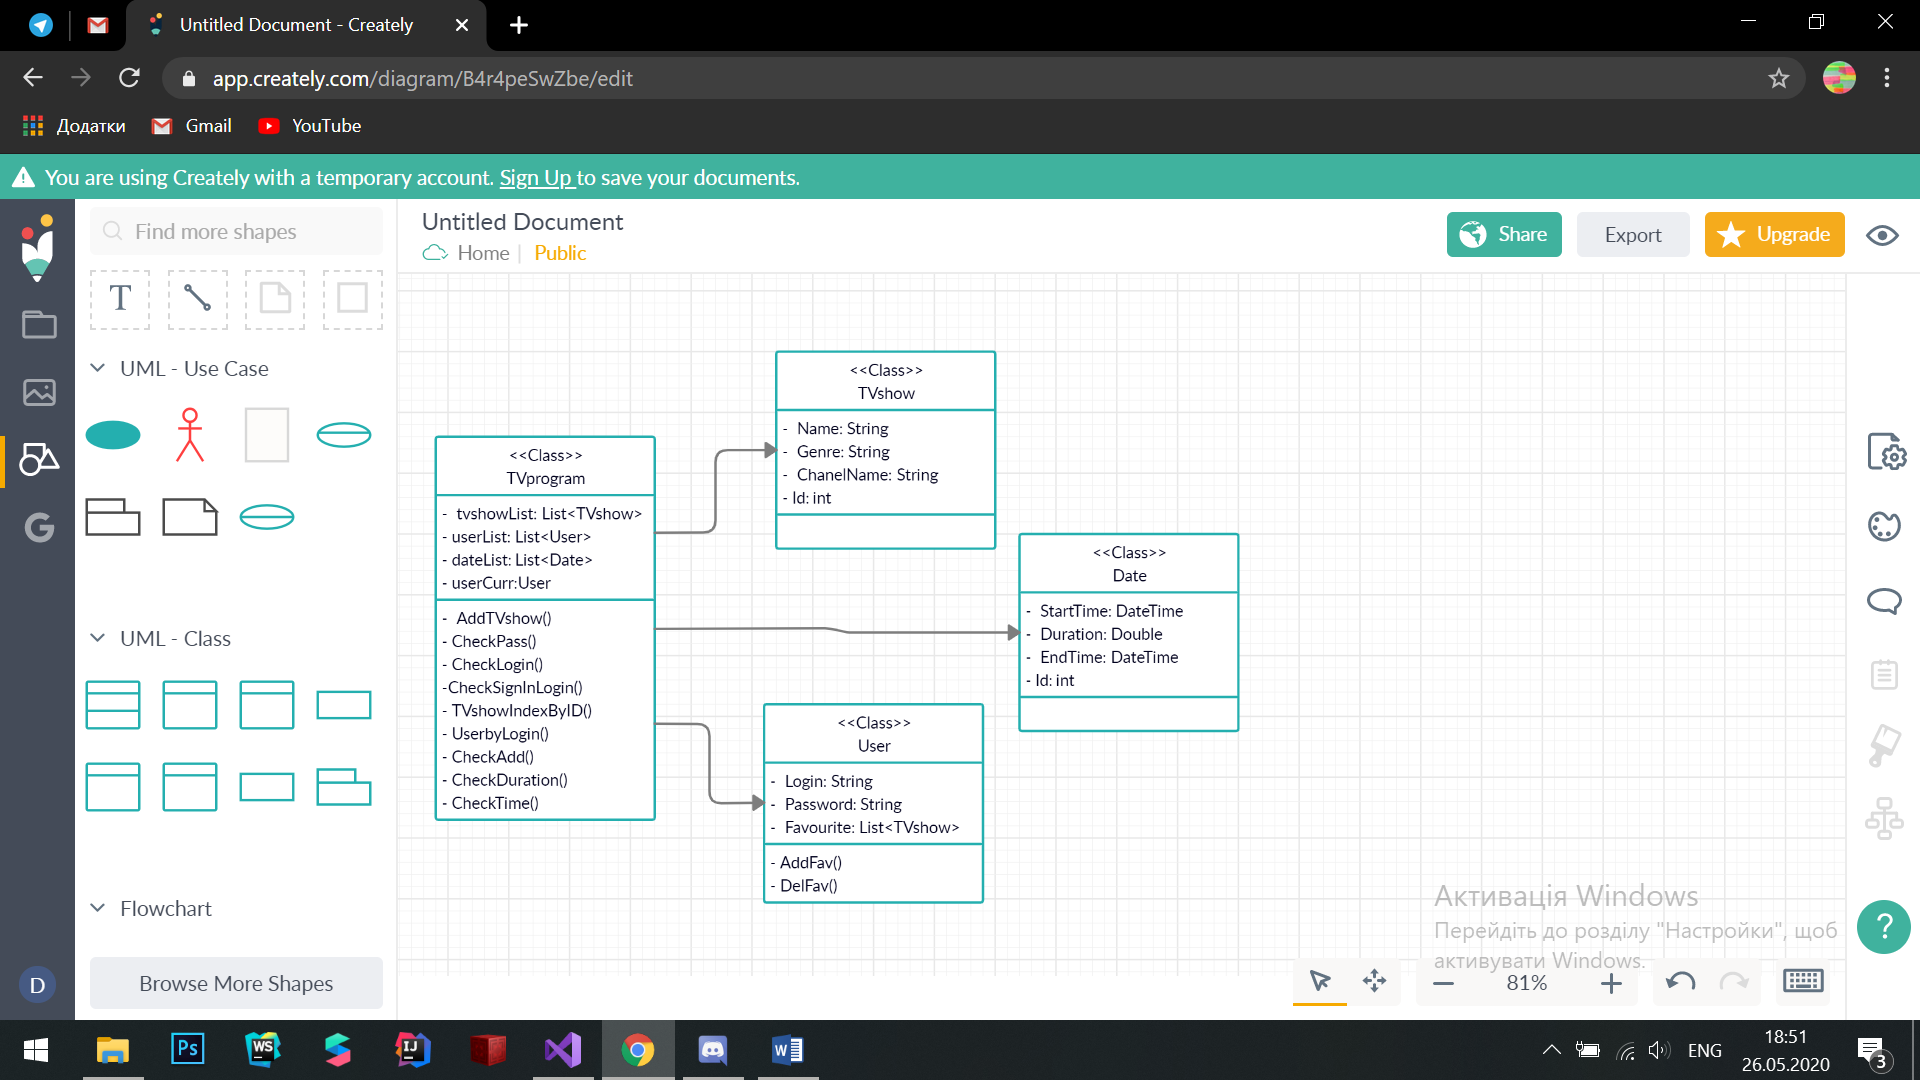 Untitled Document - Creately
app.creately.com/diagram/B4r4peSwZbe/edit
Додатки
Gmail
YouTube
You are using Creately with a temporary account. Sign Up to save your documents.
Find more shapes
T
UML - Use Case
UML - Class
Flowchart
Browse More Shapes
G
D
Untitled Document
Home
Public
Share
Export
Upgrade
<<Class>>
TVprogram
- tvshowList: List<TVshow>
- userList: List<User>
- dateList: List<Date>
- userCurr:User
- AddTVshow()
- CheckPass()
- CheckLogin()
-CheckSignInLogin()
- TVshowIndexByID()
- UserbyLogin()
- CheckAdd()
- CheckDuration()
- CheckTime()
<<Class>>
TVshow
- Name: String
- Genre: String
- ChanelName: String
- Id: int
<<Class>>
Date
- StartTime: DateTime
- Duration: Double
- EndTime: DateTime
- Id: int
<<Class>>
User
- Login: String
- Password: String
- Favourite: List<TVshow>
- AddFav()
- DelFav()
Активація Windows
Перейдіть до розділу "Настройки", щоб
активувати Windows.
81%
?
Ps
WS
IJ
W
ENG
18:51
26.05.2020
3